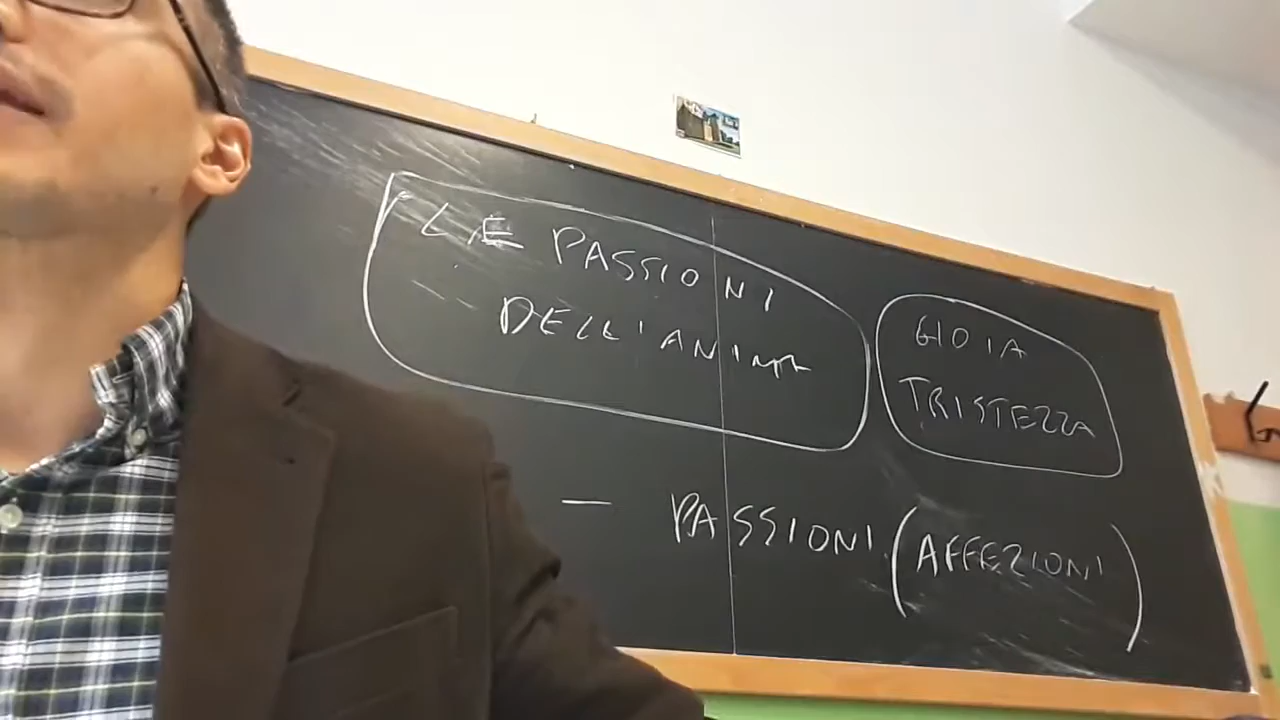 LE PASSIONI
DELL'ANIMA
GIOIA
TRISTEZZA
— PASSIONI (AFFEZIONI)